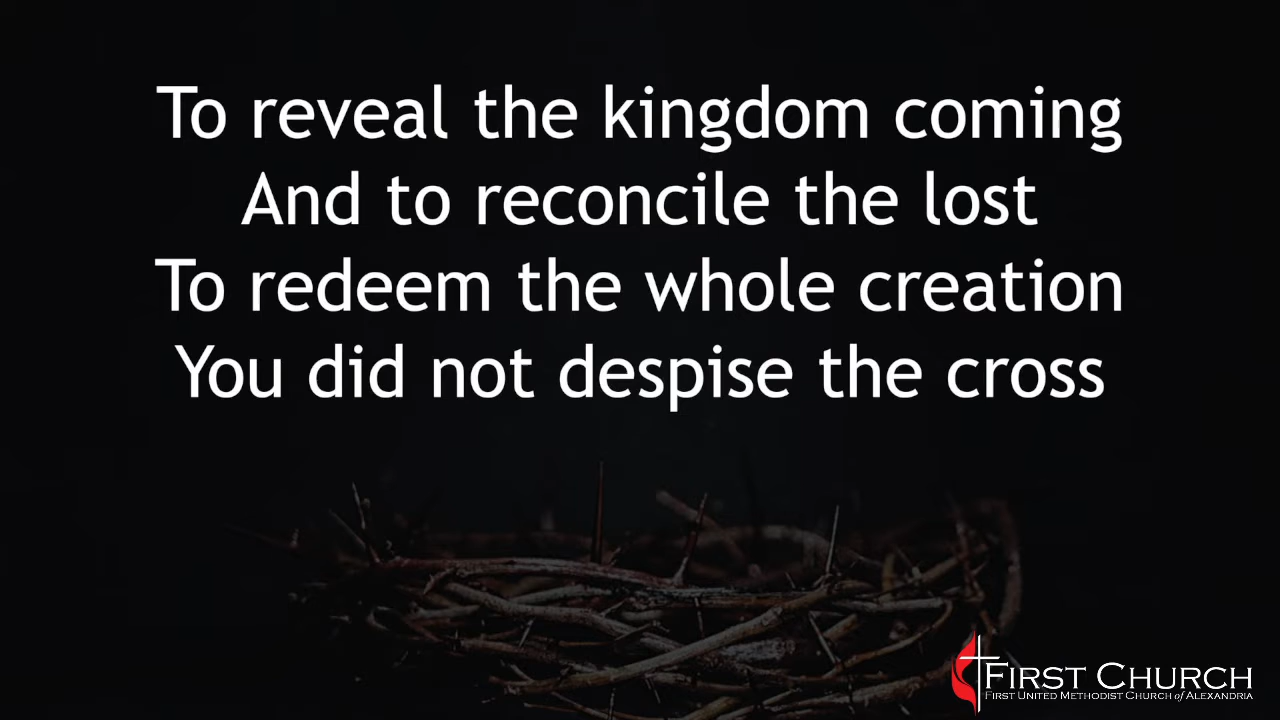 To reveal the kingdom coming
And to reconcile the lost
To redeem the whole creation
You did not despise the cross
FIRST CHURCH
FIRST UNITED METHODIST CHURCH of ALEXANDRIA